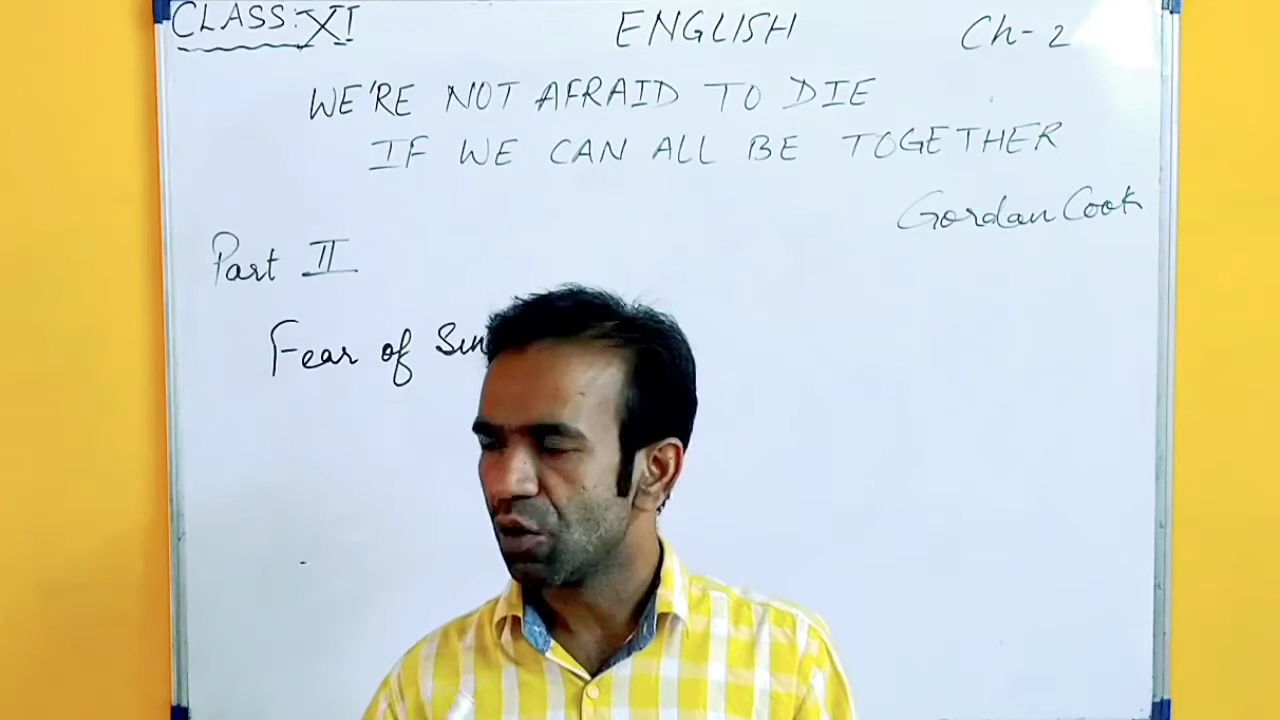 CLASS: XI ENGLISH Ch-2
WE'RE NOT AFRAID TO DIE
IF WE CAN ALL BE TOGETHER
Gordan Cook
Part II
Fear of